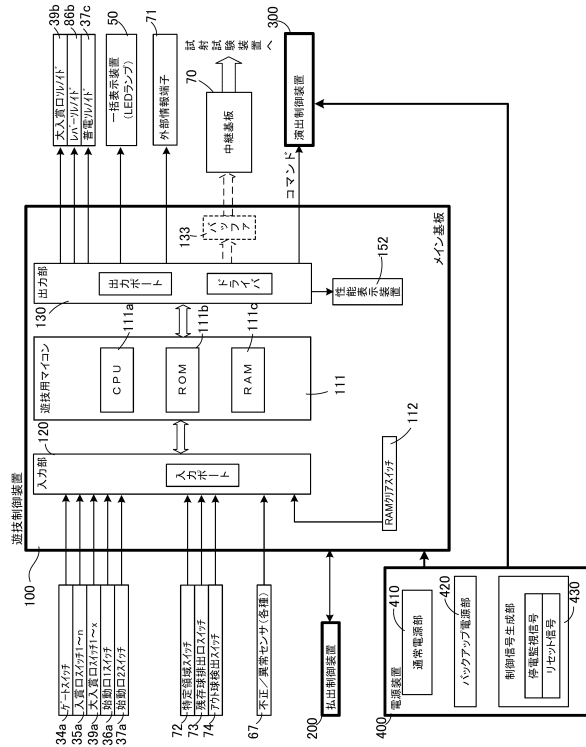 遊技制御装置
100
メイン基板
34a
ゲートスイッチ
35a
入賞口スイッチ1～n
39a
大入賞口スイッチ1～x
36a
始動口1スイッチ
37a
始動口2スイッチ
72
特定領域スイッチ
73
残存球排出口スイッチ
74
アウト球検出スイッチ
67
不正/異常センサ(各種)
入力部
120
入力ポート
遊技用マイコン
CPU
111a
ROM
111b
RAM
111c
111
RAMクリアスイッチ
112
出力部
130
出力ポート
ドライバ
バッファ
133
性能表示装置
152
大入賞口ソレノイド
39b
レバーソレノイド
86b
普電ソレノイド
37c
一括表示装置
(LEDランプ)
50
外部情報端子
71
中継基板
70
試射試験装置へ
コマンド
演出制御装置
300
払出制御装置
200
電源装置
400
通常電源部
410
バックアップ電源部
420
制御信号生成部
停電監視信号
リセット信号
430